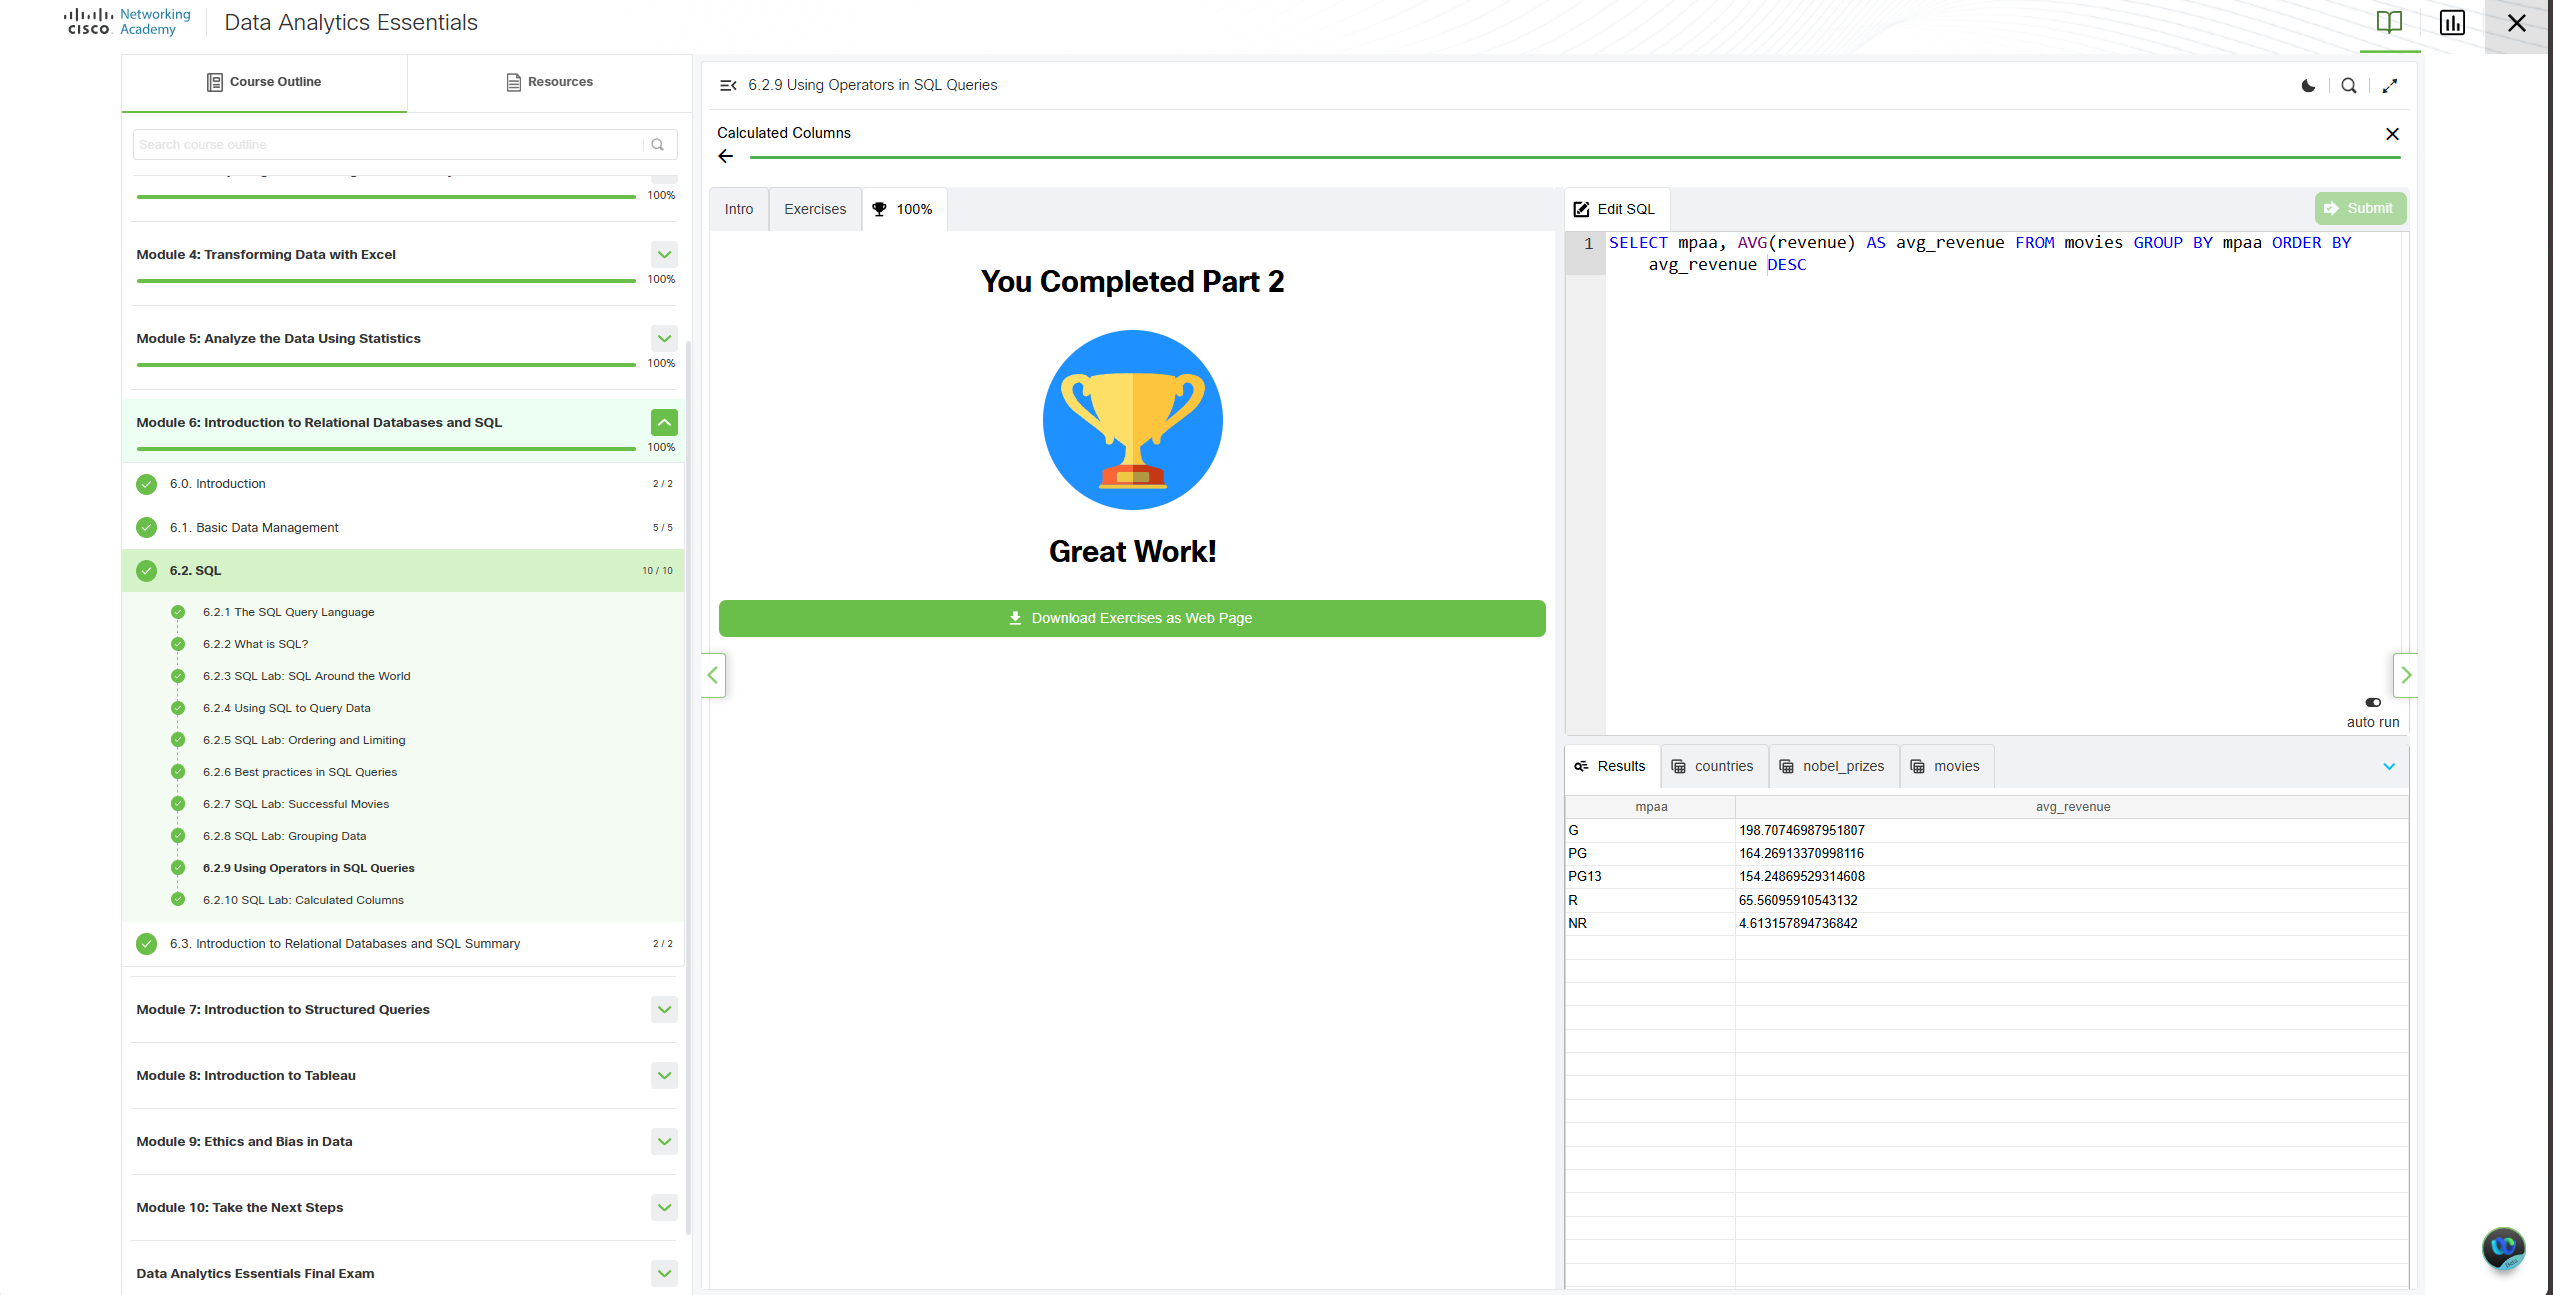 CISCO Networking Academy
Data Analytics Essentials
Course Outline
Resources
Search course outline
100%
Module 4: Transforming Data with Excel
100%
Module 5: Analyze the Data Using Statistics
100%
Module 6: Introduction to Relational Databases and SQL
100%
6.0. Introduction 2 / 2
6.1. Basic Data Management 5 / 5
6.2. SQL 10 / 10
6.2.1 The SQL Query Language
6.2.2 What is SQL?
6.2.3 SQL Lab: SQL Around the World
6.2.4 Using SQL to Query Data
6.2.5 SQL Lab: Ordering and Limiting
6.2.6 Best practices in SQL Queries
6.2.7 SQL Lab: Successful Movies
6.2.8 SQL Lab: Grouping Data
6.2.9 Using Operators in SQL Queries
6.2.10 SQL Lab: Calculated Columns
6.3. Introduction to Relational Databases and SQL Summary 2 / 2
Module 7: Introduction to Structured Queries
Module 8: Introduction to Tableau
Module 9: Ethics and Bias in Data
Module 10: Take the Next Steps
Data Analytics Essentials Final Exam
6.2.9 Using Operators in SQL Queries
Calculated Columns
Intro Exercises 100%
You Completed Part 2
Great Work!
Download Exercises as Web Page
Edit SQL Submit
1 SELECT mpaa, AVG(revenue) AS avg_revenue FROM movies GROUP BY mpaa ORDER BY
avg_revenue DESC
auto run
Results countries nobel_prizes movies
mpaa avg_revenue
G 198.70746987951807
PG 164.26913370998116
PG13 154.24869529314608
R 65.56095910543132
NR 4.613157894736842